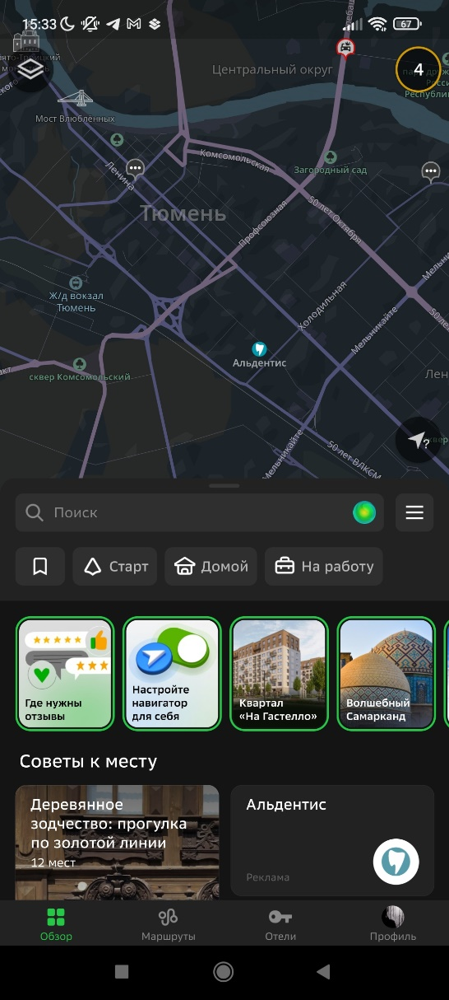 15:33
67
вято-Троицкий
4
Центральный округ
Мост Влюблённых
Комсомольская
Загородный сад
Ленина
Тюмень
50 лет Октября
Профсоюзная
Ж/д вокзал
Тюмень
Холодильная
Мельникайте
Альдентис
сквер Комсомольский
Лен
Мельникайте
50 лет ВЛКСМ
Поиск
Старт
Домой
На работу
Где нужны
отзывы
Настройте
навигатор
для себя
Квартал
«На Гастелло»
Волшебный
Самарканд
Советы к месту
Деревянное
зодчество: прогулка
по золотой линии
12 мест
Альдентис
Реклама
Обзор
Маршруты
Отели
Профиль